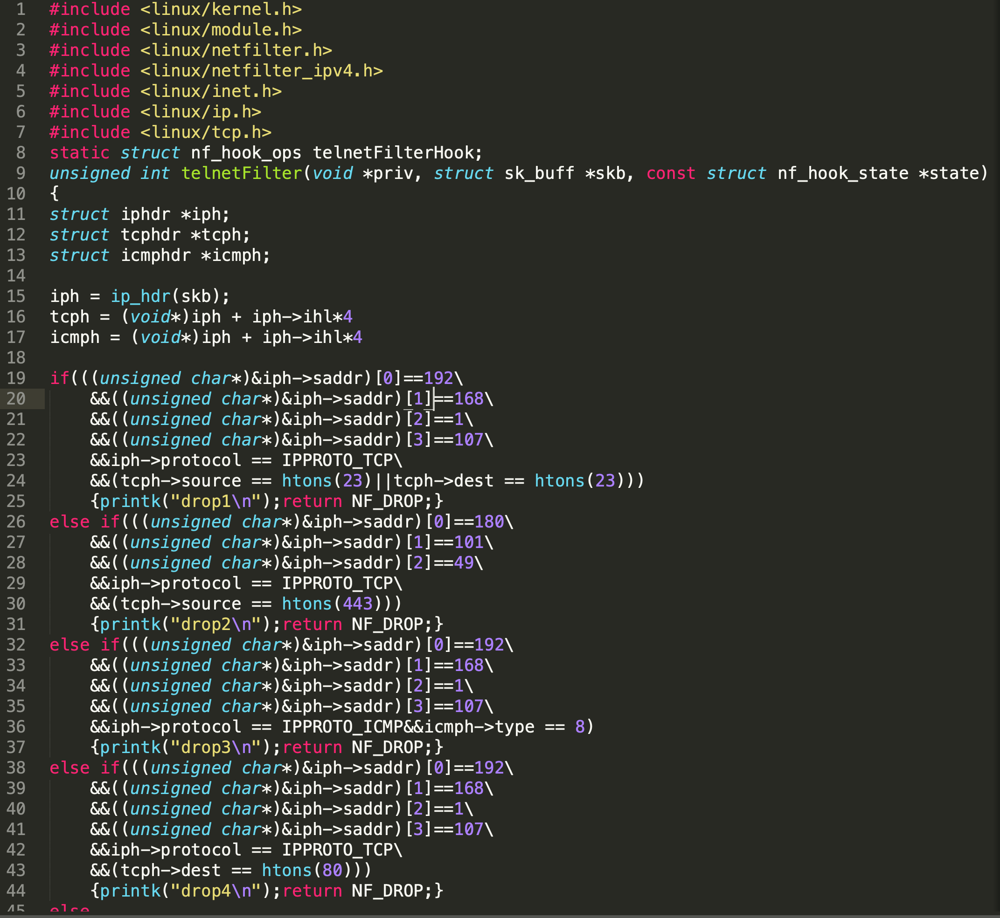 1 #include <linux/kernel.h>
2 #include <linux/module.h>
3 #include <linux/netfilter.h>
4 #include <linux/netfilter_ipv4.h>
5 #include <linux/inet.h>
6 #include <linux/ip.h>
7 #include <linux/tcp.h>
8 static struct nf_hook_ops telnetFilterHook;
9 unsigned int telnetFilter(void *priv, struct sk_buff *skb, const struct nf_hook_state *state)
10 {
11 struct iphdr *iph;
12 struct tcphdr *tcph;
13 struct icmphdr *icmph;
14
15 iph = ip_hdr(skb);
16 tcph = (void*)iph + iph->ihl*4
17 icmph = (void*)iph + iph->ihl*4
18
19 if(((unsigned char*)&iph->saddr)[0]==192\
20     &&((unsigned char*)&iph->saddr)[1]==168\
21     &&((unsigned char*)&iph->saddr)[2]==1\
22     &&((unsigned char*)&iph->saddr)[3]==107\
23     &&iph->protocol == IPPROTO_TCP\
24     &&(tcph->source == htons(23)||tcph->dest == htons(23)))
25     {printk("drop1\n");return NF_DROP;}
26 else if(((unsigned char*)&iph->saddr)[0]==180\
27     &&((unsigned char*)&iph->saddr)[1]==101\
28     &&((unsigned char*)&iph->saddr)[2]==49\
29     &&iph->protocol == IPPROTO_TCP\
30     &&(tcph->source == htons(443)))
31     {printk("drop2\n");return NF_DROP;}
32 else if(((unsigned char*)&iph->saddr)[0]==192\
33     &&((unsigned char*)&iph->saddr)[1]==168\
34     &&((unsigned char*)&iph->saddr)[2]==1\
35     &&((unsigned char*)&iph->saddr)[3]==107\
36     &&iph->protocol == IPPROTO_ICMP&&icmph->type == 8)
37     {printk("drop3\n");return NF_DROP;}
38 else if(((unsigned char*)&iph->saddr)[0]==192\
39     &&((unsigned char*)&iph->saddr)[1]==168\
40     &&((unsigned char*)&iph->saddr)[2]==1\
41     &&((unsigned char*)&iph->saddr)[3]==107\
42     &&iph->protocol == IPPROTO_TCP\
43     &&(tcph->dest == htons(80)))
44     {printk("drop4\n");return NF_DROP;}
45 else